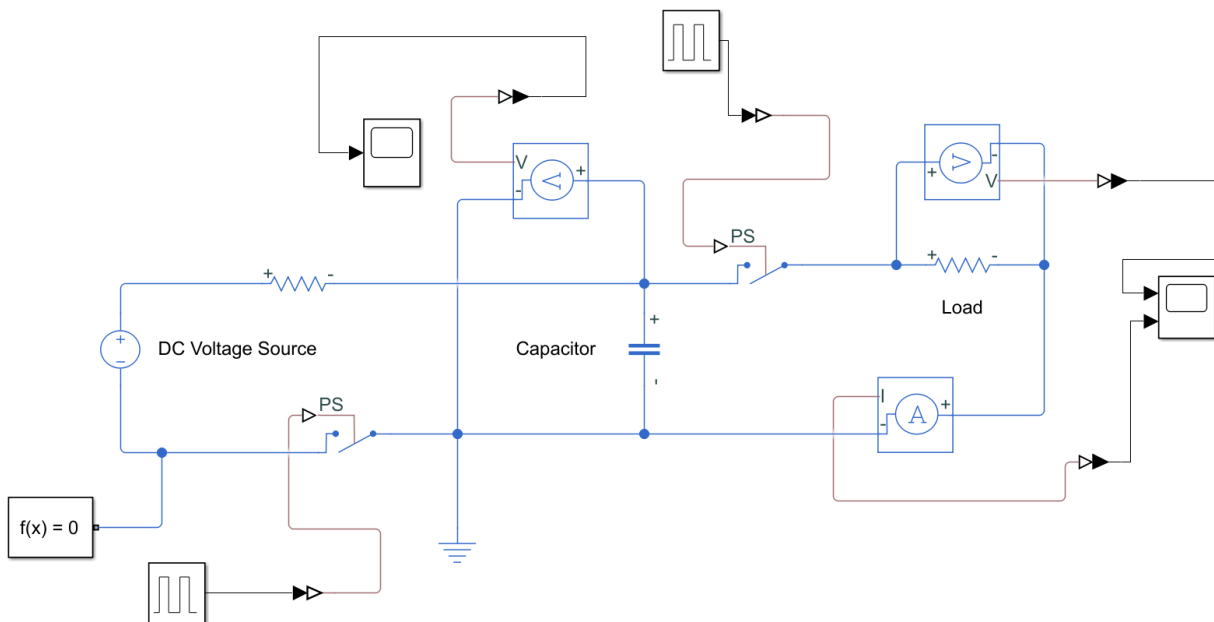 V
+
-
V
+
-
V
PS
+
-
+
-
Load
+
-
DC Voltage Source
Capacitor
+
-
PS
I
A
+
-
f(x) = 0